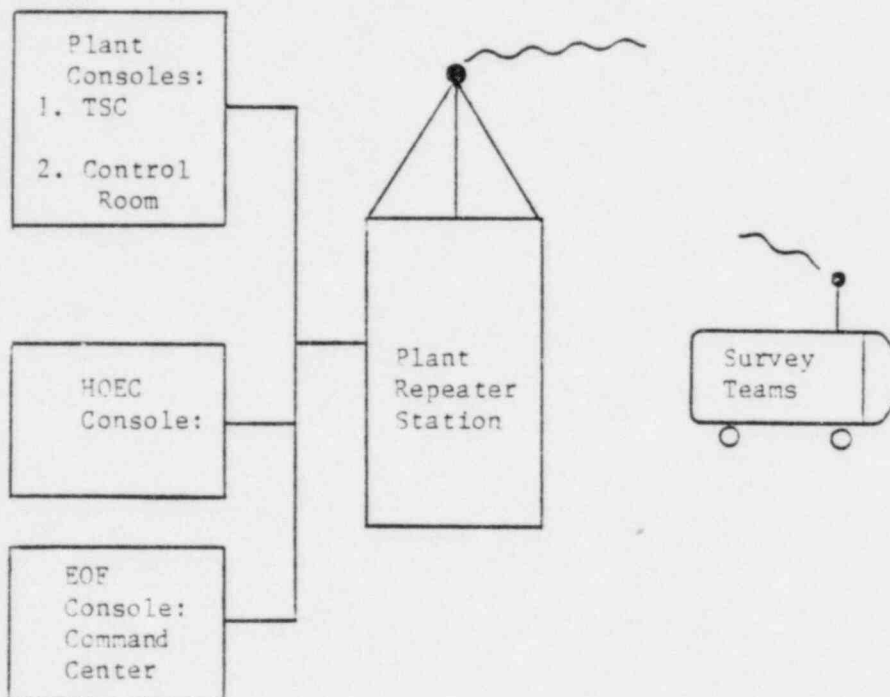 Plant
Consoles:
1. TSC
2. Control
Room
HOEC
Console:
EOF
Console:
Command
Center
Plant
Repeater
Station
Survey
Teams